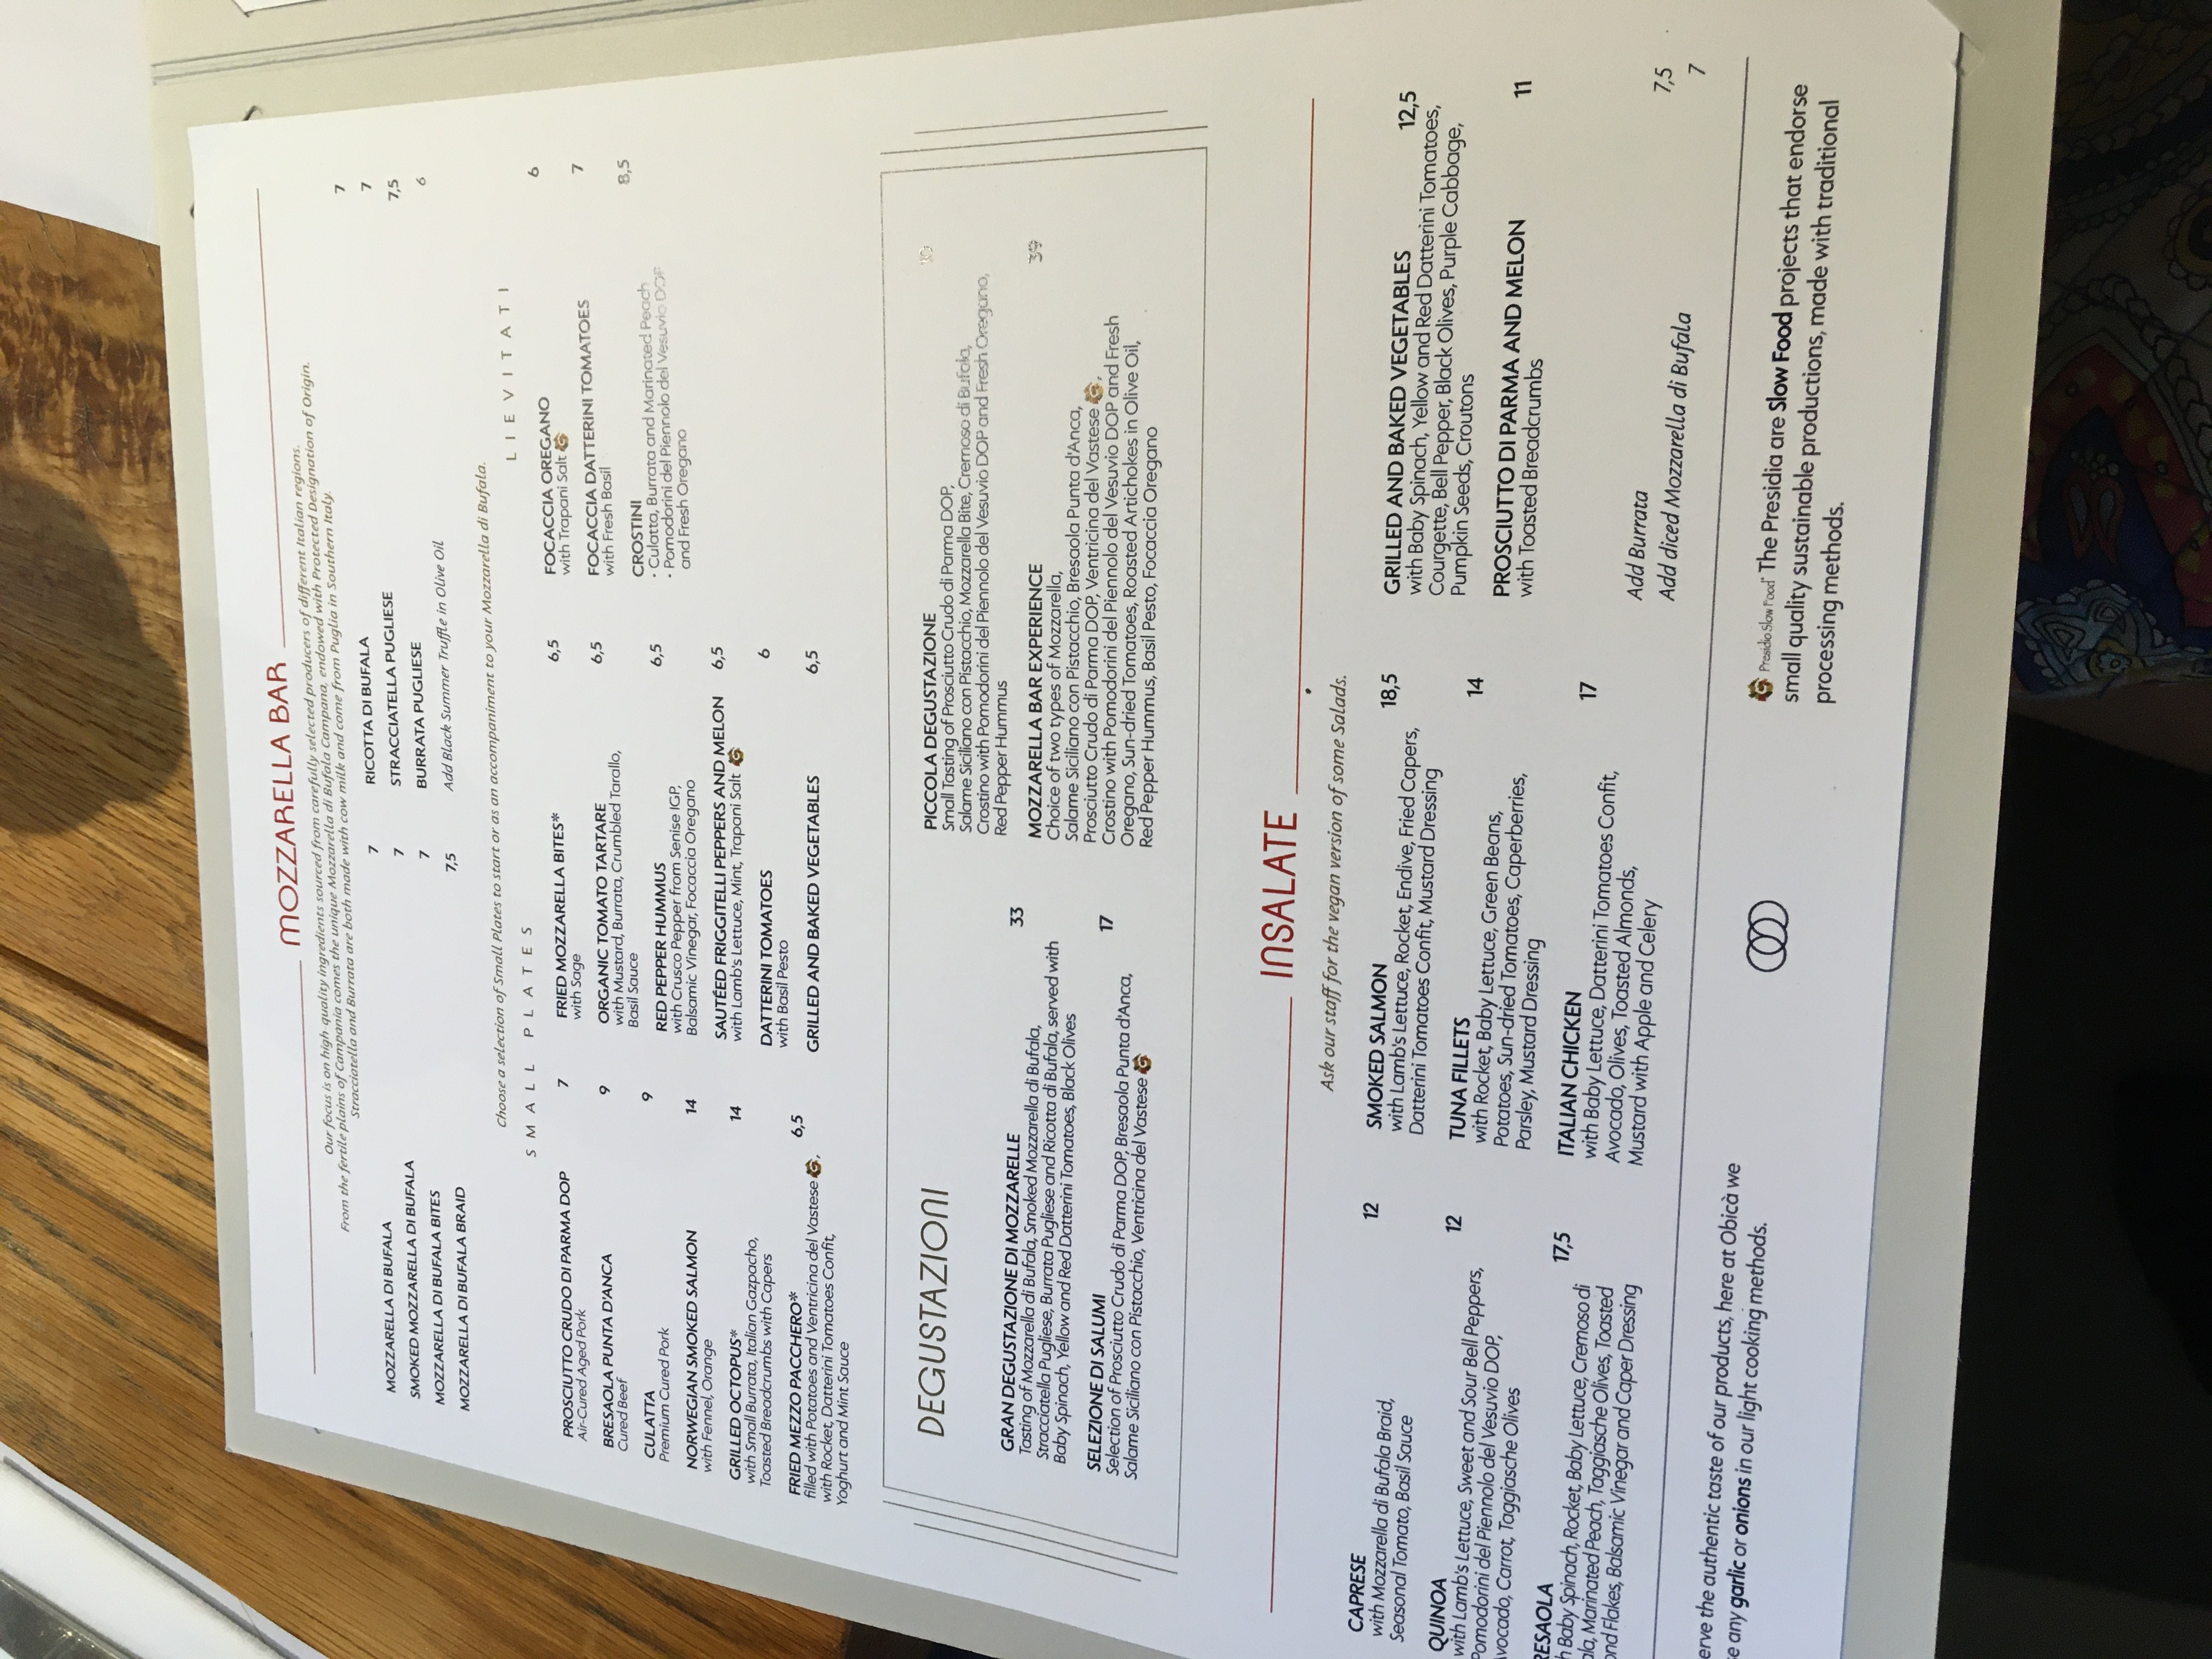 MOZZARELLA BAR
Our focus is on high quality ingredients sourced from carefully selected producers of different Italian regions.
From the fertile plains of Campania comes the unique Mozzarella di Bufala Campana, endowed with Protected Designation of Origin.
Stracciatella and Burrata are both made with cow milk and come from Puglia in Southern Italy.
MOZZARELLA DI BUFALA 7
SMOKED MOZZARELLA DI BUFALA 7
MOZZARELLA DI BUFALA BITES 7
MOZZARELLA DI BUFALA BRAID 7,5
RICOTTA DI BUFALA 7
STRACCIATELLA PUGLIESE 7
BURRATA PUGLIESE 7,5
Add Black Summer Truffle in Olive Oil 6
Choose a selection of Small Plates to start or as an accompaniment to your Mozzarella di Bufala.
SMALL PLATES
PROSCIUTTO CRUDO DI PARMA DOP 7
Air-Cured Aged Pork
BRESAOLA PUNTA D'ANCA 9
Cured Beef
CULATTA 9
Premium Cured Pork
NORWEGIAN SMOKED SALMON 14
with Fennel, Orange
GRILLED OCTOPUS* 14
with Small Burrata, Italian Gazpacho,
Toasted Breadcrumbs with Capers
FRIED MEZZO PACCHERO* 6,5
filled with Potatoes and Ventricina del Vastese,
with Rocket, Datterini Tomatoes Confit,
Yoghurt and Mint Sauce
FRIED MOZZARELLA BITES* 6,5
with Sage
ORGANIC TOMATO TARTARE 6,5
with Mustard, Burrata, Crumbled Tarallo,
Basil Sauce
RED PEPPER HUMMUS 6,5
with Crusco Pepper from Senise IGP,
Balsamic Vinegar, Focaccia Oregano
SAUTÉED FRIGGITELLI PEPPERS AND MELON 6,5
with Lamb's Lettuce, Mint, Trapani Salt
DATTERINI TOMATOES 6
with Basil Pesto
GRILLED AND BAKED VEGETABLES 6,5
LIEVITATI
FOCACCIA OREGANO 6
with Trapani Salt
FOCACCIA DATTERINI TOMATOES 7
with Fresh Basil
CROSTINI 8,5
• Culatta, Burrata and Marinated Peach
• Pomodorini del Piennolo del Vesuvio DOP
and Fresh Oregano
DEGUSTAZIONI
GRAN DEGUSTAZIONE DI MOZZARELLE 33
Tasting of Mozzarella di Bufala, Smoked Mozzarella di Bufala,
Stracciatella Pugliese, Burrata Pugliese and Ricotta di Bufala, served with
Baby Spinach, Yellow and Red Datterini Tomatoes, Black Olives
SELEZIONE DI SALUMI 17
Selection of Prosciutto Crudo di Parma DOP, Bresaola Punta d'Anca,
Salame Siciliano con Pistacchio, Ventricina del Vastese
PICCOLA DEGUSTAZIONE
Small Tasting of Prosciutto Crudo di Parma DOP,
Salame Siciliano con Pistacchio, Mozzarella Bite, Cremoso di Bufala,
Crostino with Pomodorini del Piennolo del Vesuvio DOP and Fresh Oregano,
Red Pepper Hummus
MOZZARELLA BAR EXPERIENCE 39
Choice of two types of Mozzarella,
Salame Siciliano con Pistacchio, Bresaola Punta d'Anca,
Prosciutto Crudo di Parma DOP, Ventricina del Vastese,
Crostino with Pomodorini del Piennolo del Vesuvio DOP and Fresh
Oregano, Sun-dried Tomatoes, Roasted Artichokes in Olive Oil,
Red Pepper Hummus, Basil Pesto, Focaccia Oregano
INSALATE
Ask our staff for the vegan version of some Salads.
CAPRESE 12
with Mozzarella di Bufala Braid,
Seasonal Tomato, Basil Sauce
QUINOA 12
with Lamb's Lettuce, Sweet and Sour Bell Peppers,
Pomodorini del Piennolo del Vesuvio DOP,
vocado, Carrot, Taggiasche Olives
RESAOLA 17,5
h Baby Spinach, Rocket, Baby Lettuce, Cremoso di
ala, Marinated Peach, Taggiasche Olives, Toasted
ond Flakes, Balsamic Vinegar and Caper Dressing
SMOKED SALMON 18,5
with Lamb's Lettuce, Rocket, Endive, Fried Capers,
Datterini Tomatoes Confit, Mustard Dressing
TUNA FILLETS 14
with Rocket, Baby Lettuce, Green Beans,
Potatoes, Sun-dried Tomatoes, Caperberries,
Parsley, Mustard Dressing
ITALIAN CHICKEN 17
with Baby Lettuce, Datterini Tomatoes Confit,
Avocado, Olives, Toasted Almonds,
Mustard with Apple and Celery
GRILLED AND BAKED VEGETABLES 12,5
with Baby Spinach, Yellow and Red Datterini Tomatoes,
Courgette, Bell Pepper, Black Olives, Purple Cabbage,
Pumpkin Seeds, Croutons
PROSCIUTTO DI PARMA AND MELON 11
with Toasted Breadcrumbs
Add Burrata 7,5
Add diced Mozzarella di Bufala 7
erve the authentic taste of our products, here at Obicà we
e any garlic or onions in our light cooking methods.
Presidio Slow Food® The Presidia are Slow Food projects that endorse
small quality sustainable productions, made with traditional
processing methods.